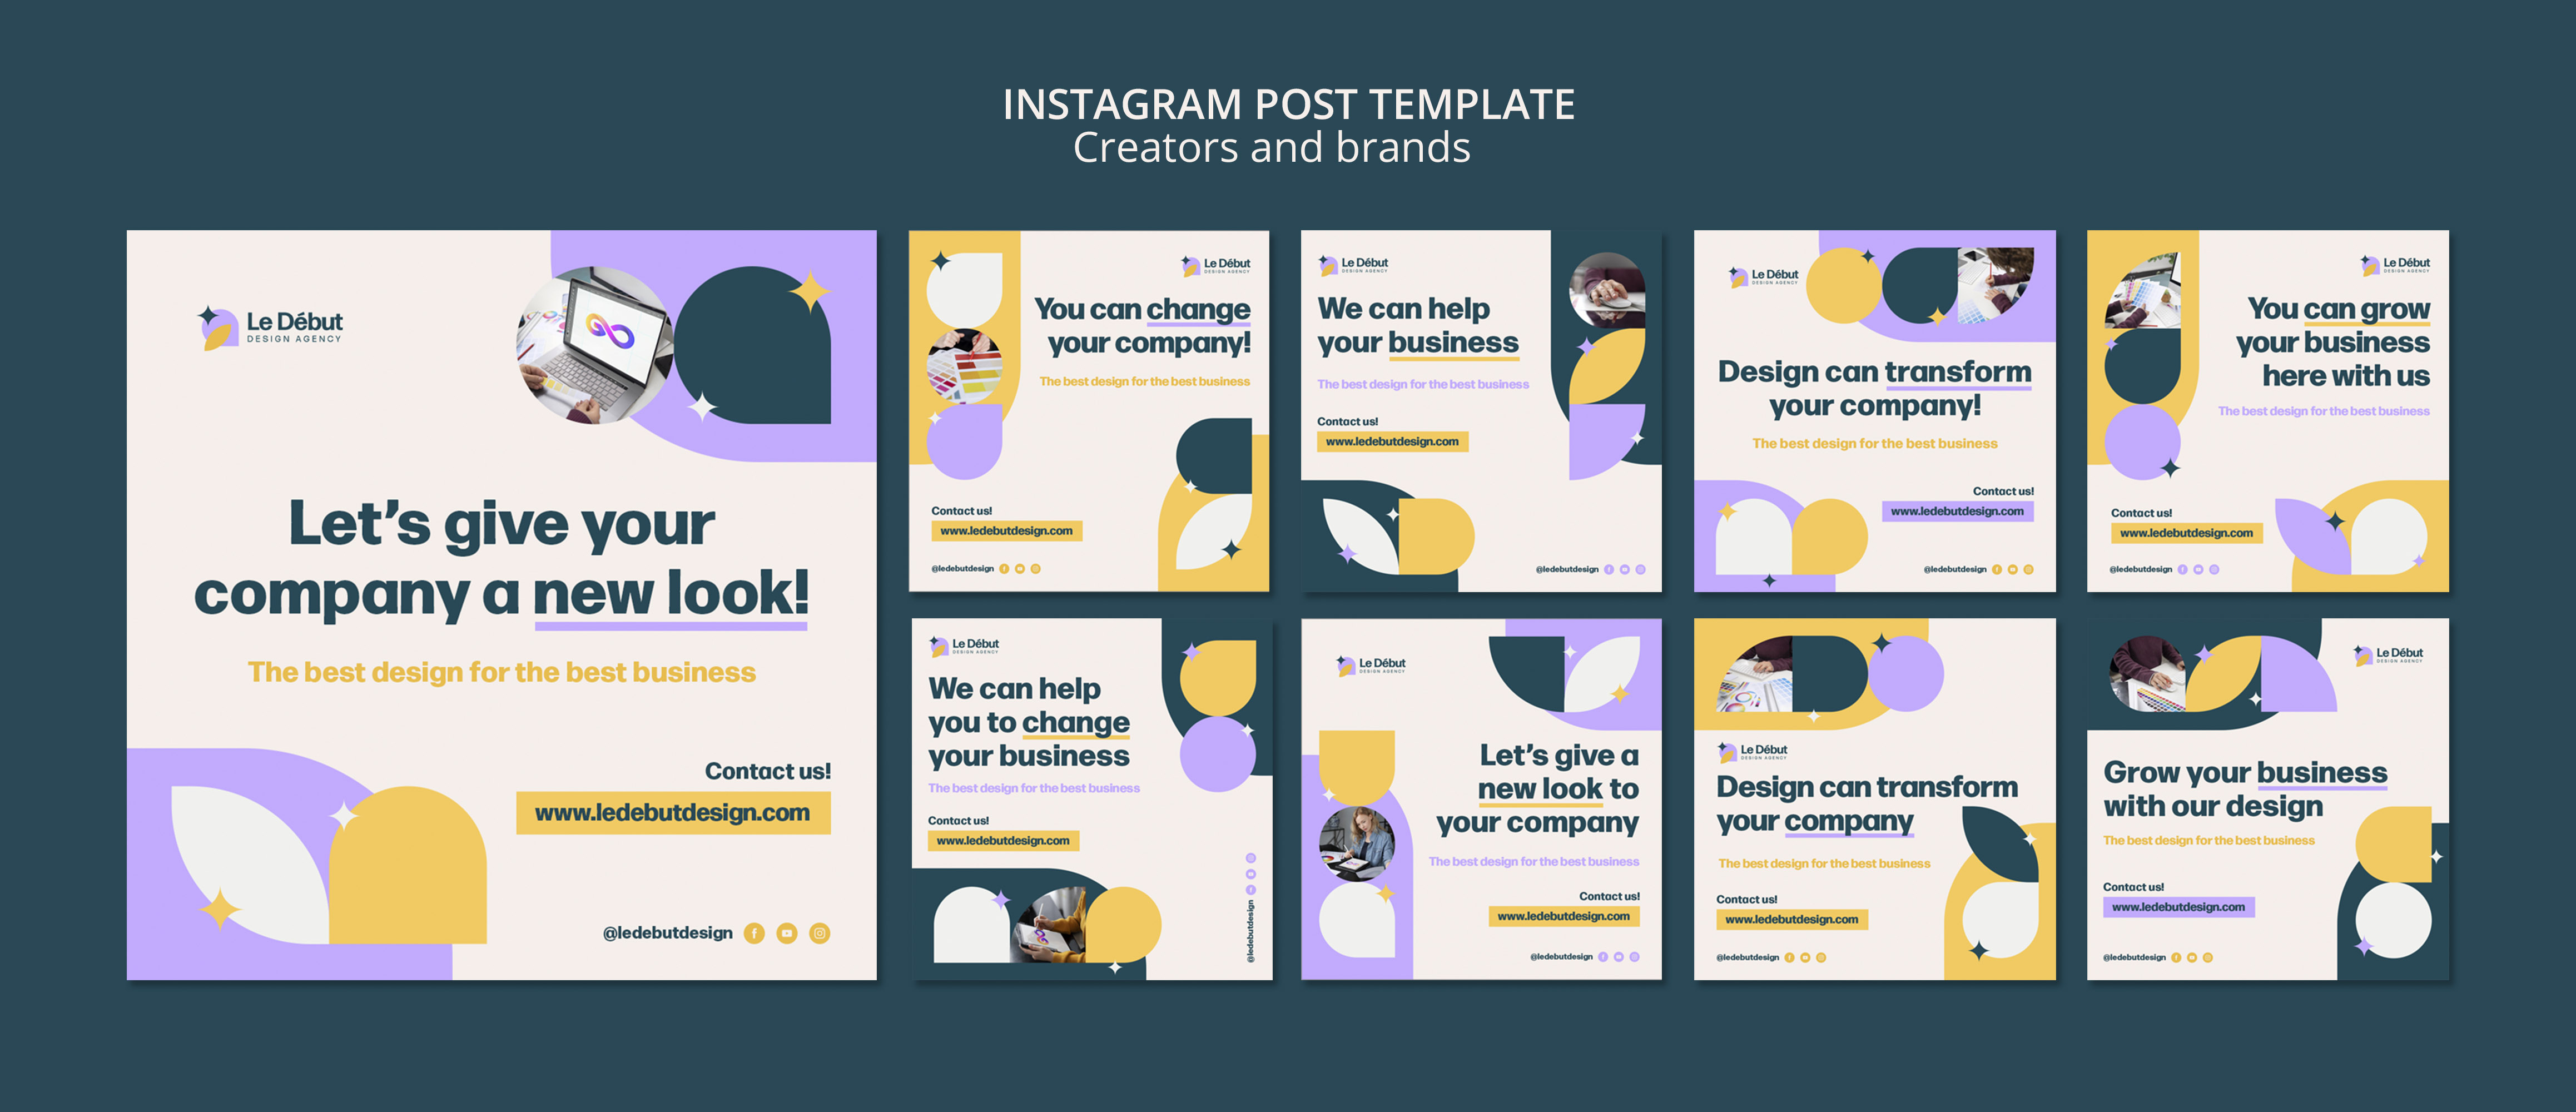 INSTAGRAM POST TEMPLATE
Creators and brands
Le Début
DESIGN AGENCY
Let's give your
company a new look!
The best design for the best business
Contact us!
www.ledebutdesign.com
@ledebutdesign
Le Début
DESIGN AGENCY
You can change
your company!
The best design for the best business
Contact us!
www.ledebutdesign.com
@ledebutdesign
Le Début
DESIGN AGENCY
We can help
your business
The best design for the best business
Contact us!
www.ledebutdesign.com
@ledebutdesign
Le Début
DESIGN AGENCY
Design can transform
your company!
The best design for the best business
Contact us!
www.ledebutdesign.com
@ledebutdesign
Le Début
DESIGN AGENCY
You can grow
your business
here with us
The best design for the best business
Contact us!
www.ledebutdesign.com
@ledebutdesign
Le Début
DESIGN AGENCY
We can help
you to change
your business
The best design for the best business
Contact us!
www.ledebutdesign.com
@ledebutdesign
Le Début
DESIGN AGENCY
Let's give a
new look to
your company
The best design for the best business
Contact us!
www.ledebutdesign.com
@ledebutdesign
Le Début
DESIGN AGENCY
Design can transform
your company
The best design for the best business
Contact us!
www.ledebutdesign.com
@ledebutdesign
Le Début
DESIGN AGENCY
Grow your business
with our design
The best design for the best business
Contact us!
www.ledebutdesign.com
@ledebutdesign